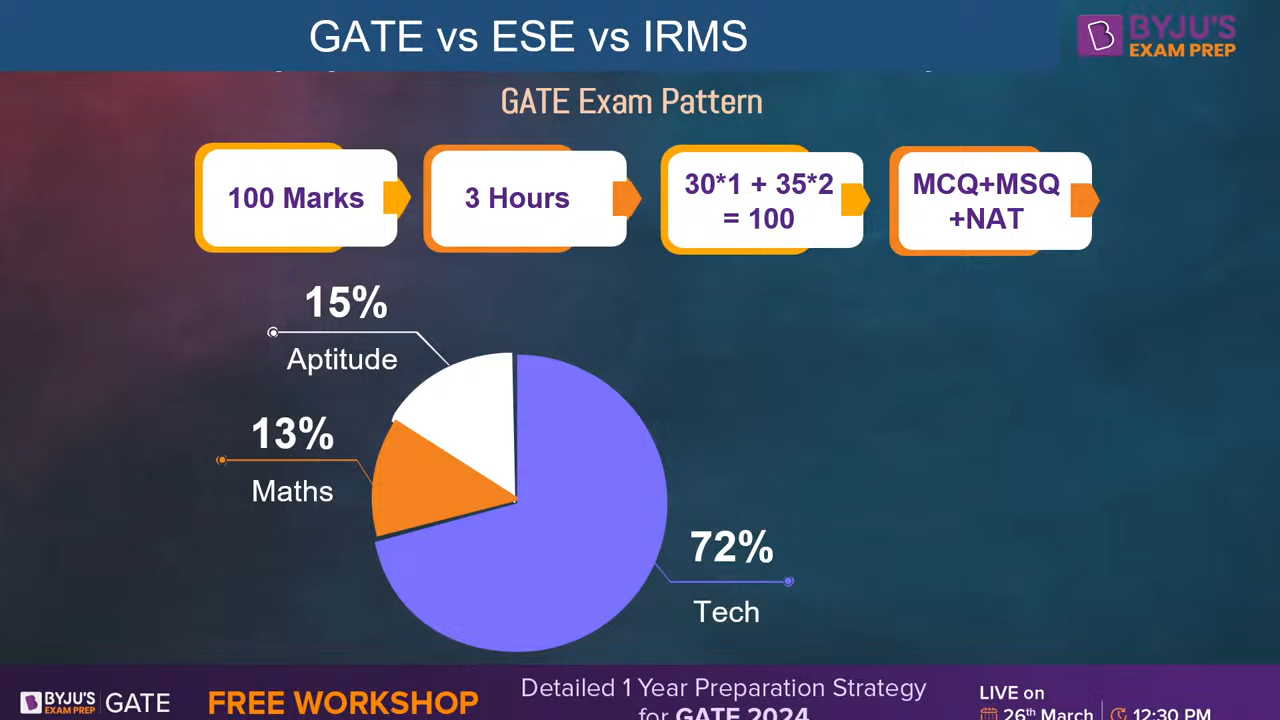 GATE vs ESE vs IRMS
BYJU'S
EXAM PREP
GATE Exam Pattern
100 Marks
3 Hours
30*1 + 35*2
= 100
MCQ+MSQ
+NAT
15%
Aptitude
13%
Maths
72%
Tech
BYJU'S
EXAM PREP
GATE
FREE WORKSHOP
Detailed 1 Year Preparation Strategy
for GATE 2024
LIVE on
26th March
12:30 PM